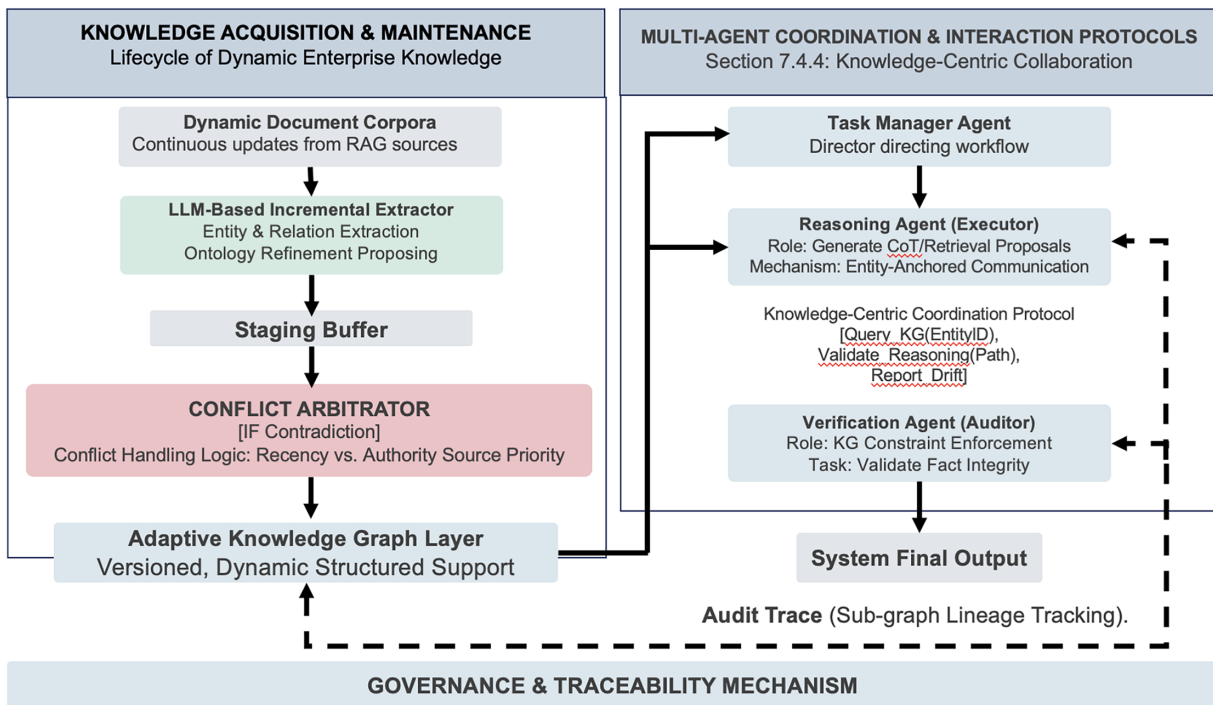 KNOWLEDGE ACQUISITION & MAINTENANCE
Lifecycle of Dynamic Enterprise Knowledge
Dynamic Document Corpora
Continuous updates from RAG sources
LLM-Based Incremental Extractor
Entity & Relation Extraction
Ontology Refinement Proposing
Staging Buffer
CONFLICT ARBITRATOR
[IF Contradiction]
Conflict Handling Logic: Recency vs. Authority Source Priority
Adaptive Knowledge Graph Layer
Versioned, Dynamic Structured Support
MULTI-AGENT COORDINATION & INTERACTION PROTOCOLS
Section 7.4.4: Knowledge-Centric Collaboration
Task Manager Agent
Director directing workflow
Reasoning Agent (Executor)
Role: Generate CoT/Retrieval Proposals
Mechanism: Entity-Anchored Communication
Knowledge-Centric Coordination Protocol
[Query_KG(EntityID),
Validate_Reasoning(Path),
Report_Drift]
Verification Agent (Auditor)
Role: KG Constraint Enforcement
Task: Validate Fact Integrity
System Final Output
Audit Trace (Sub-graph Lineage Tracking).
GOVERNANCE & TRACEABILITY MECHANISM